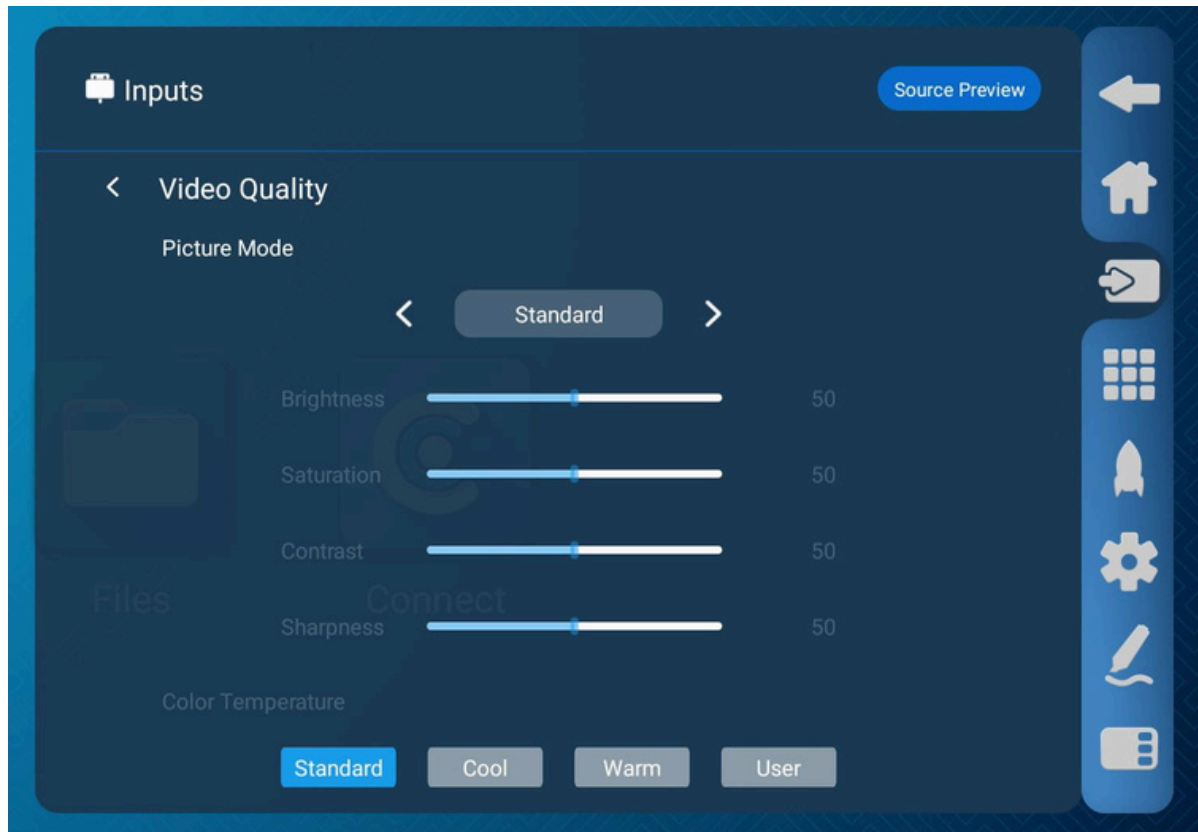 Inputs
Source Preview
Video Quality
Picture Mode
Standard
Brightness 50
Saturation 50
Contrast 50
Files Connect
Sharpness 50
Color Temperature
Standard Cool Warm User